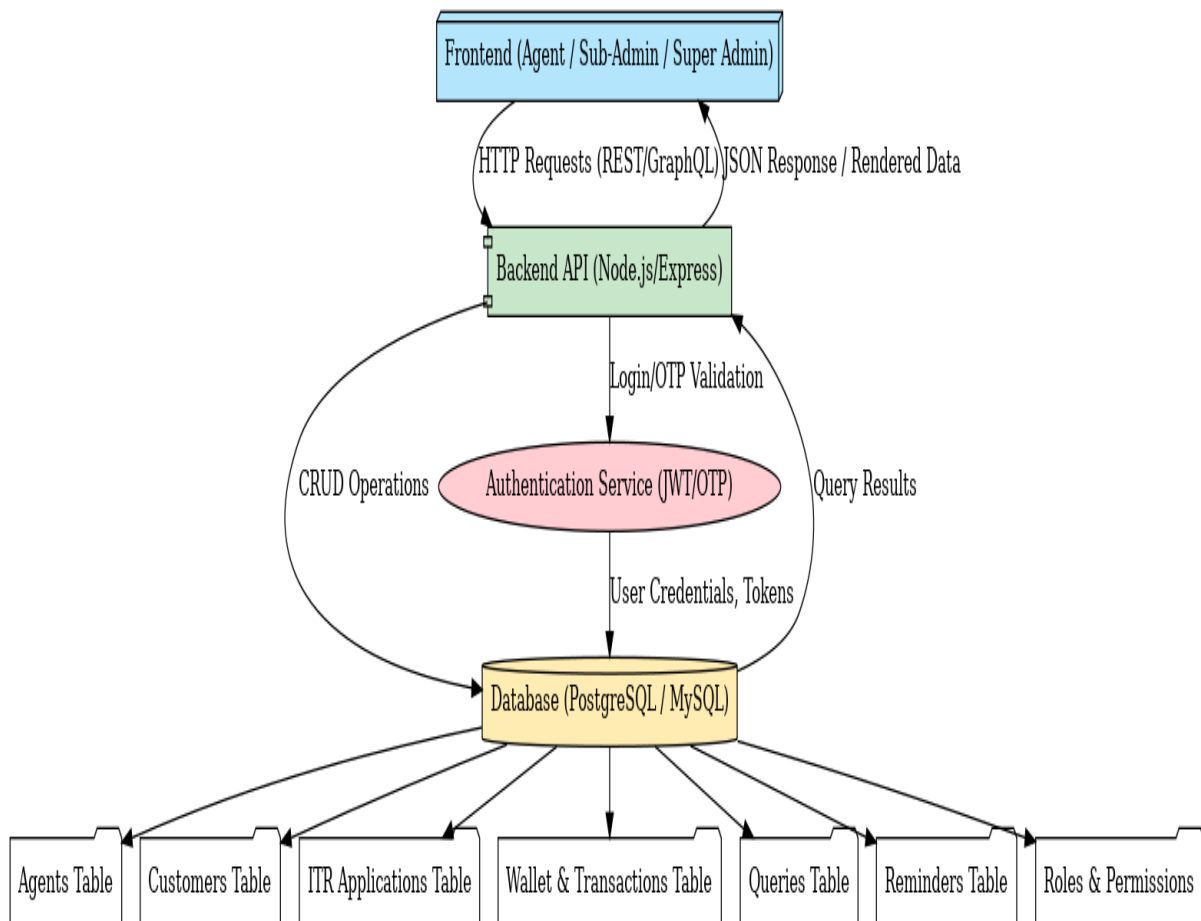 Frontend (Agent / Sub-Admin / Super Admin)
HTTP Requests (REST/GraphQL)
JSON Response / Rendered Data
Backend API (Node.js/Express)
Login/OTP Validation
CRUD Operations
Authentication Service (JWT/OTP)
Query Results
User Credentials, Tokens
Database (PostgreSQL / MySQL)
Agents Table
Customers Table
ITR Applications Table
Wallet & Transactions Table
Queries Table
Reminders Table
Roles & Permissions